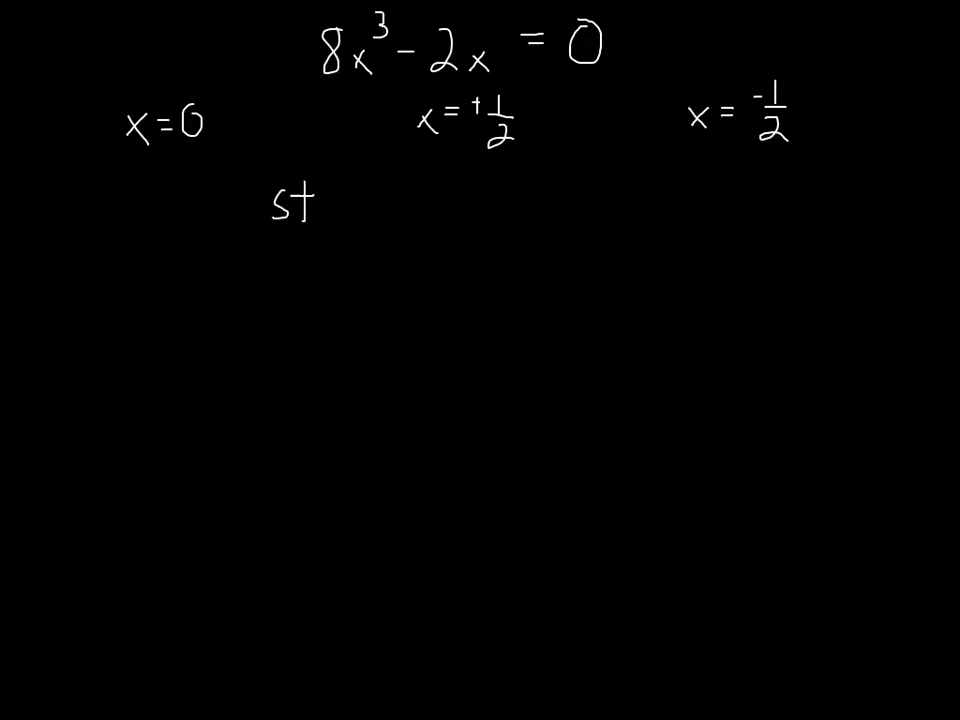 8x³ - 2x = 0
x = 0 x = +1/2 x = -1/2
st